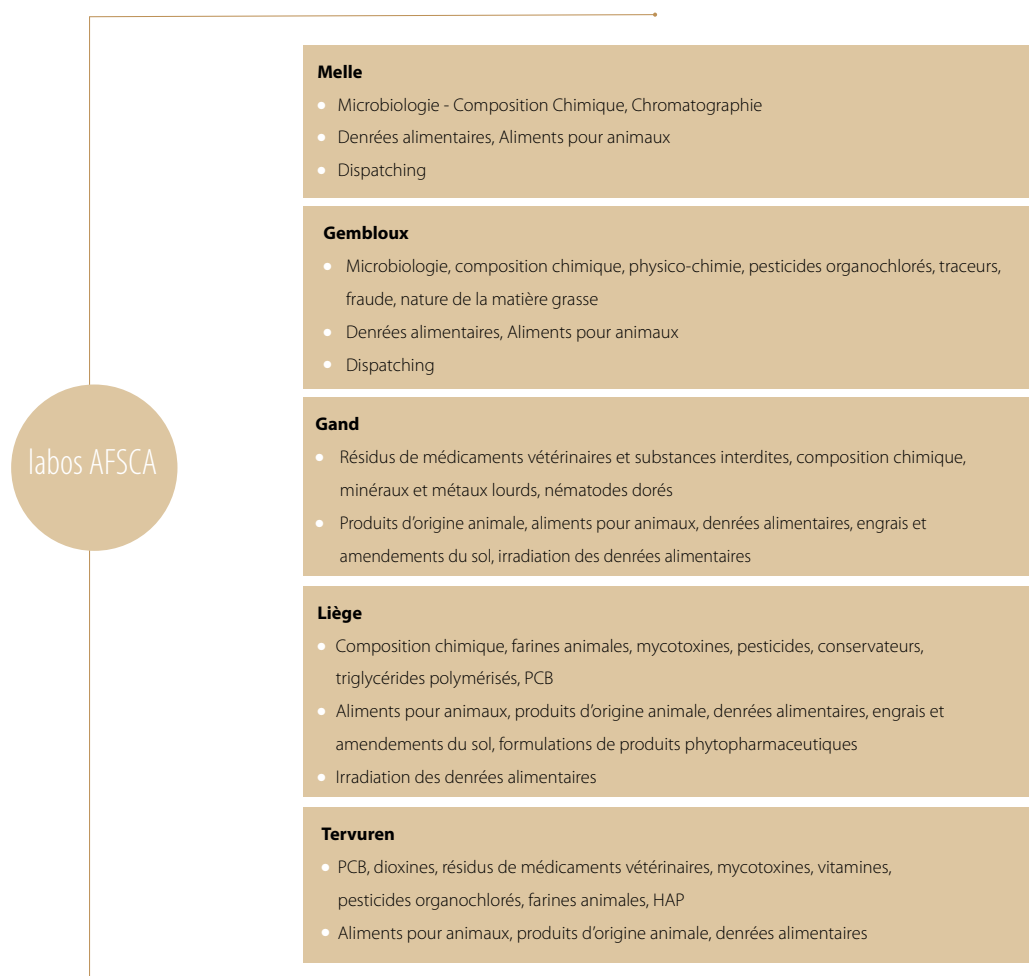 labos AFSCA
Melle
Microbiologie - Composition Chimique, Chromatographie
Denrées alimentaires, Aliments pour animaux
Dispatching
Gembloux
Microbiologie, composition chimique, physico-chimie, pesticides organochlorés, traceurs,
fraude, nature de la matière grasse
Denrées alimentaires, Aliments pour animaux
Dispatching
Gand
Résidus de médicaments vétérinaires et substances interdites, composition chimique,
minéraux et métaux lourds, nématodes dorés
Produits d’origine animale, aliments pour animaux, denrées alimentaires, engrais et
amendements du sol, irradiation des denrées alimentaires
Liège
Composition chimique, farines animales, mycotoxines, pesticides, conservateurs,
triglycérides polymérisés, PCB
Aliments pour animaux, produits d’origine animale, denrées alimentaires, engrais et
amendements du sol, formulations de produits phytopharmaceutiques
Irradiation des denrées alimentaires
Tervuren
PCB, dioxines, résidus de médicaments vétérinaires, mycotoxines, vitamines,
pesticides organochlorés, farines animales, HAP
Aliments pour animaux, produits d’origine animale, denrées alimentaires